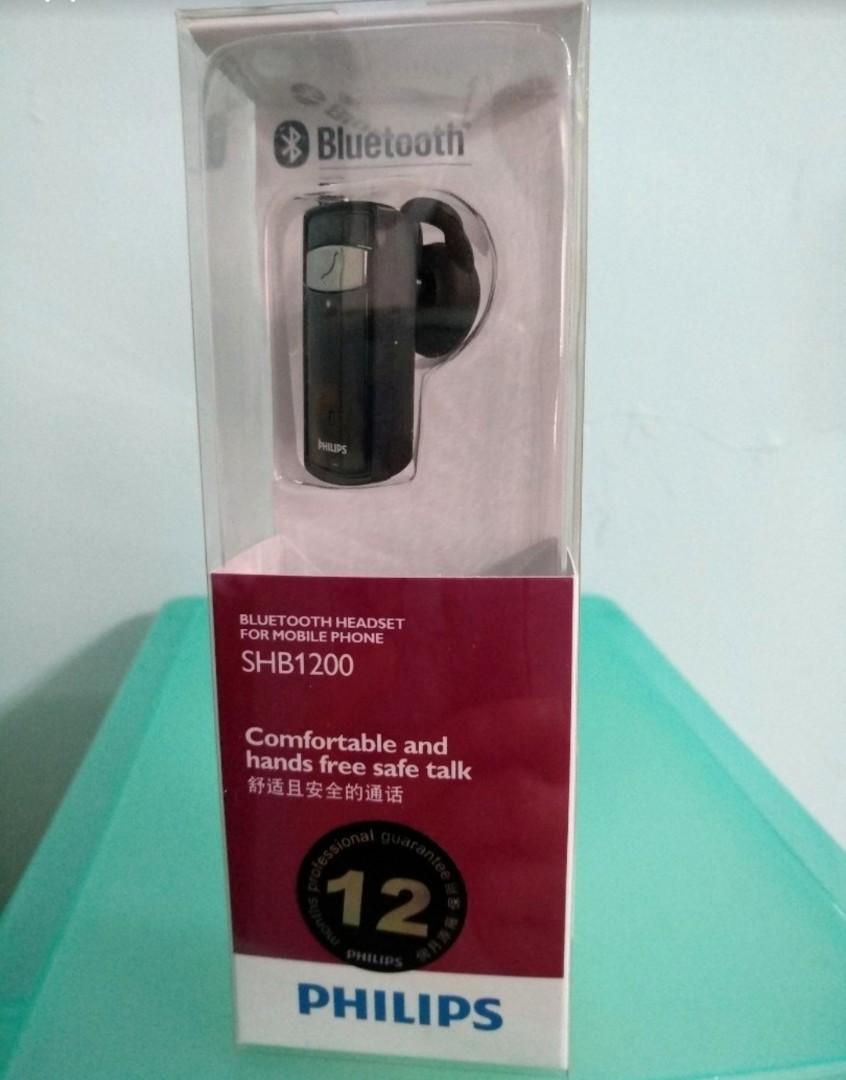 Bluetooth
PHILIPS
BLUETOOTH HEADSET
FOR MOBILE PHONE
SHB1200
Comfortable and
hands free safe talk
舒适且安全的通话
months professional guarantee
12
PHILIPS
PHILIPS